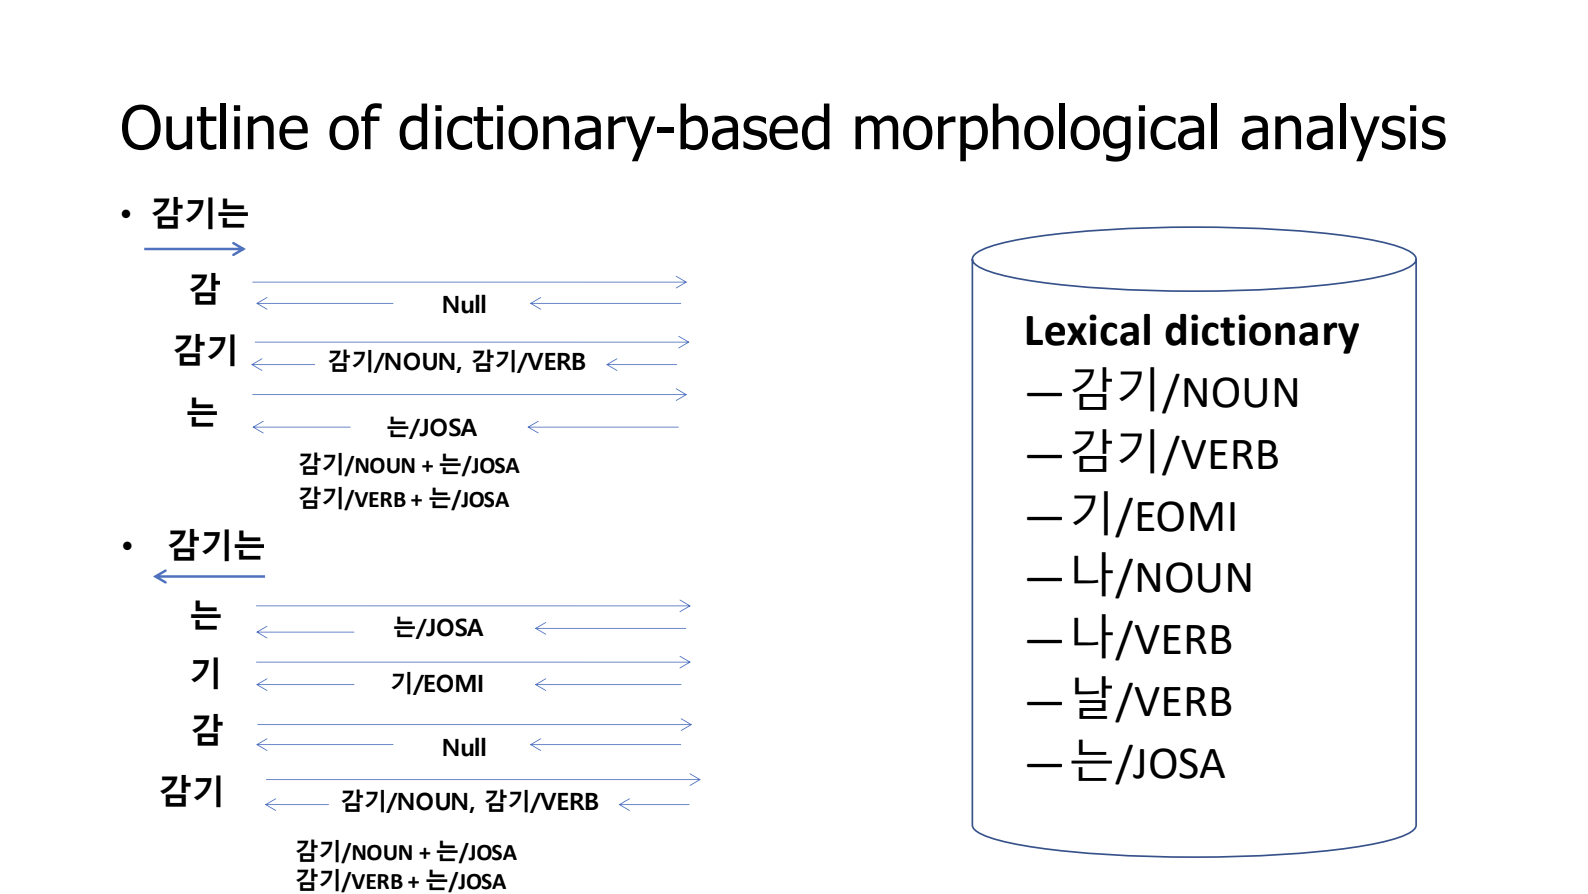 Outline of dictionary-based morphological analysis
• 감기는
감
Null
감기
감기/NOUN, 감기/VERB
는
는/JOSA
감기/NOUN + 는/JOSA
감기/VERB + 는/JOSA
• 감기는
는
는/JOSA
기
기/EOMI
감
Null
감기
감기/NOUN, 감기/VERB
감기/NOUN + 는/JOSA
감기/VERB + 는/JOSA
Lexical dictionary
—감기/NOUN
—감기/VERB
—기/EOMI
—나/NOUN
—나/VERB
—날/VERB
—는/JOSA